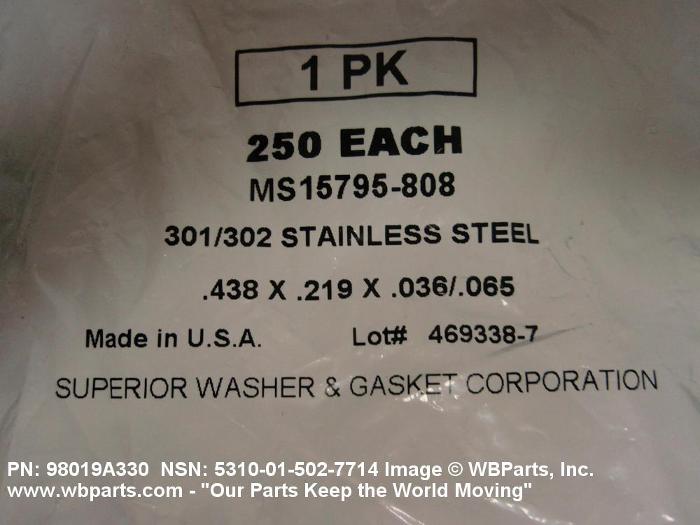 1 PK
250 EACH
MS15795-808
301/302 STAINLESS STEEL
.438 X .219 X .036/.065
Made in U.S.A. Lot# 469338-7
SUPERIOR WASHER & GASKET CORPORATION
PN: 98019A330 NSN: 5310-01-502-7714 Image © WBParts, Inc.
www.wbparts.com - "Our Parts Keep the World Moving"